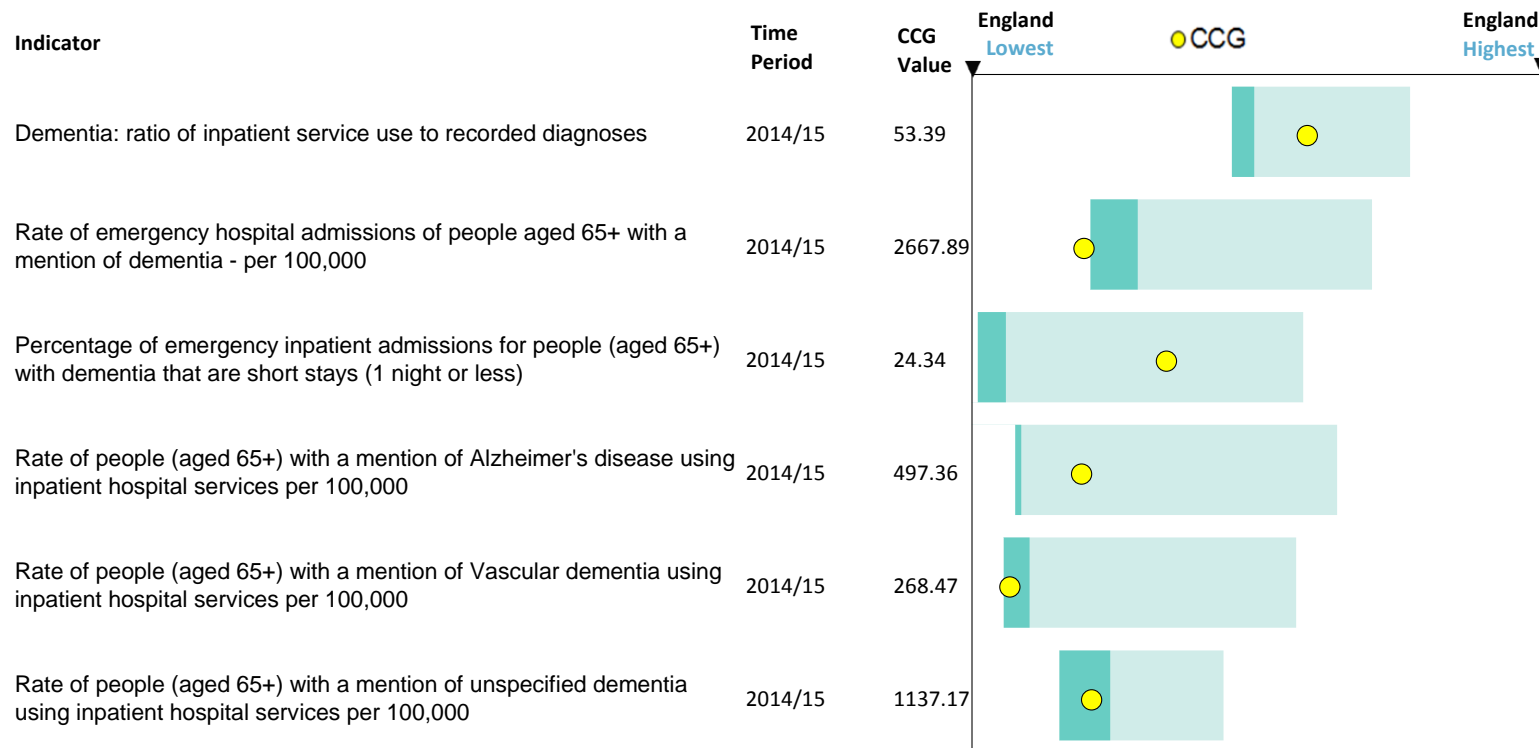 Indicator
Time
Period
CCG
Value
England
Lowest
CCG
England
Highest
Dementia: ratio of inpatient service use to recorded diagnoses 2014/15 53.39
Rate of emergency hospital admissions of people aged 65+ with a
mention of dementia - per 100,000
2014/15 2667.89
Percentage of emergency inpatient admissions for people (aged 65+)
with dementia that are short stays (1 night or less)
2014/15 24.34
Rate of people (aged 65+) with a mention of Alzheimer's disease using
inpatient hospital services per 100,000
2014/15 497.36
Rate of people (aged 65+) with a mention of Vascular dementia using
inpatient hospital services per 100,000
2014/15 268.47
Rate of people (aged 65+) with a mention of unspecified dementia
using inpatient hospital services per 100,000
2014/15 1137.17